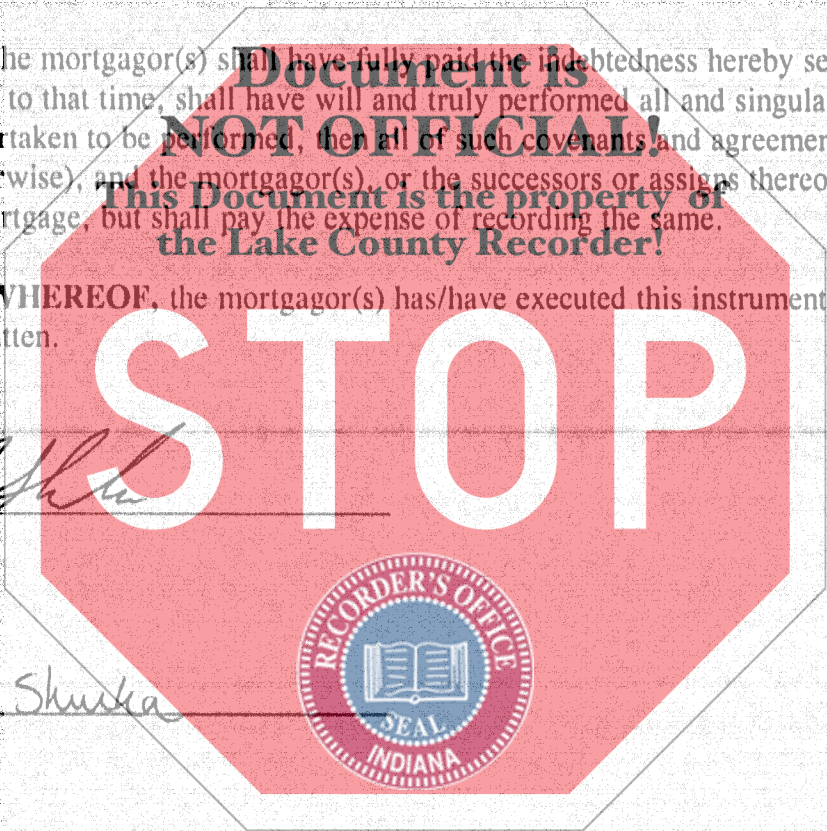 he mortgagor(s) shall have fully paid the indebtedness hereby se
Document is
to that time, shall have will and truly performed all and singula
NOT OFFICIAL!
rtaken to be performed, then all of such covenants and agreemen
wise), and the mortgagor(s), or the successors or assigns thereo
This Document is the property of
rtgage, but shall pay the expense of recording the same.
the Lake County Recorder!
WHEREOF, the mortgagor(s) has/have executed this instrument
tten.
STOP
RECORDER'S OFFICE
SEAL
INDIANA